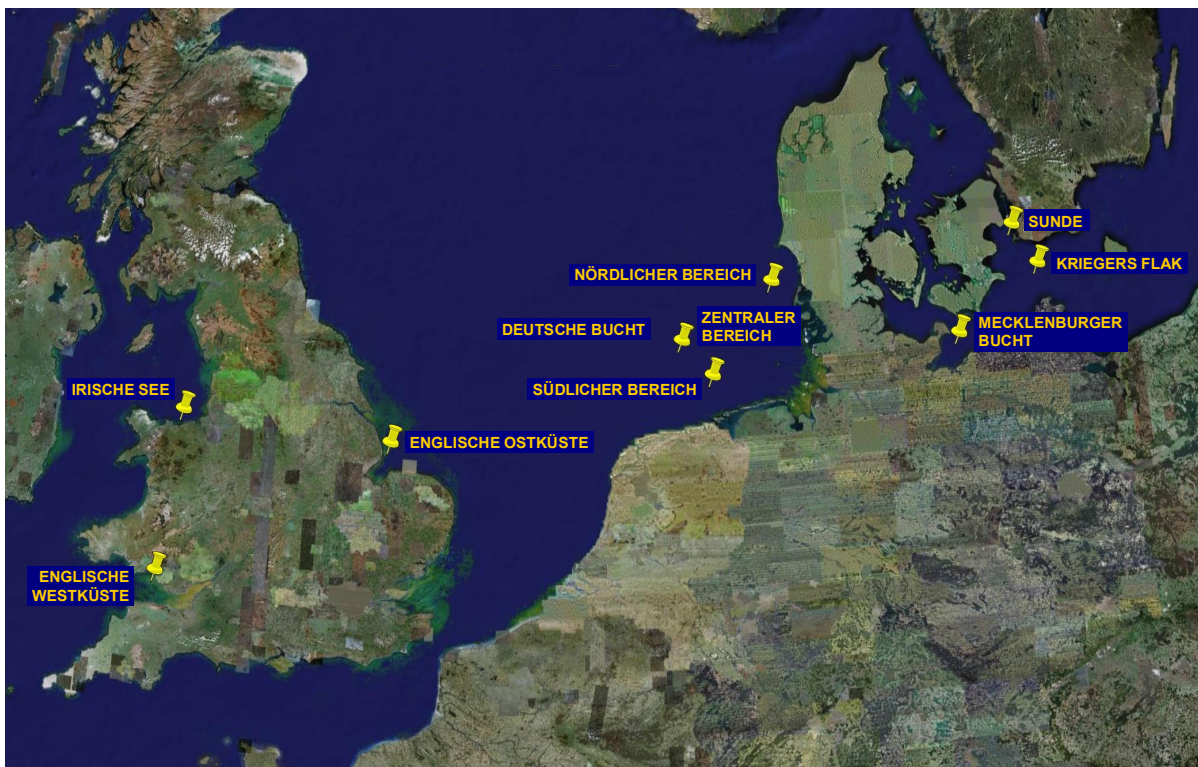 SUNDE
KRIEGERS FLAK
NÖRDLICHER BEREICH
ZENTRALER
BEREICH
DEUTSCHE BUCHT
MECKLENBURGER
BUCHT
SÜDLICHER BEREICH
IRISCHE SEE
ENGLISCHE OSTKÜSTE
ENGLISCHE
WESTKÜSTE